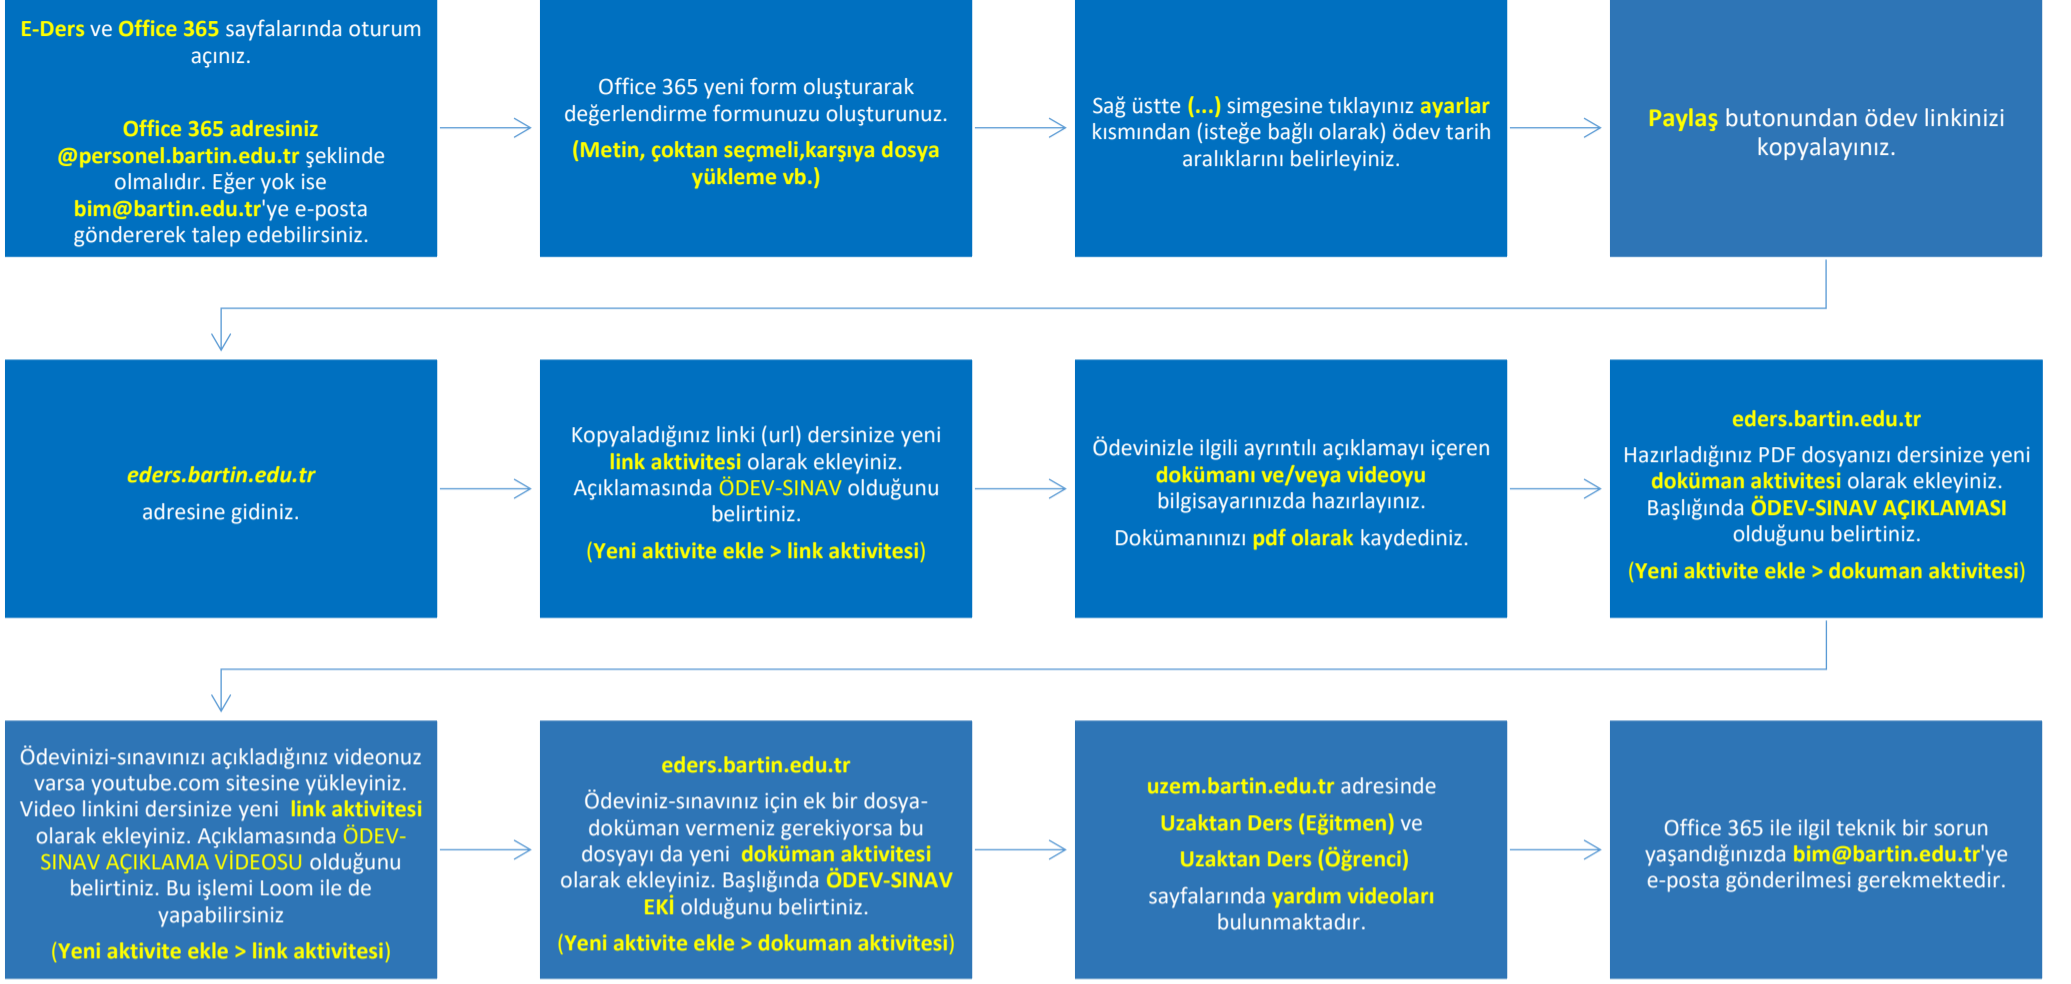 E-Ders ve Office 365 sayfalarında oturum
açınız.
Office 365 adresiniz
@personel.bartin.edu.tr şeklinde
olmalıdır. Eğer yok ise
bim@bartin.edu.tr'ye e-posta
göndererek talep edebilirsiniz.
Office 365 yeni form oluşturarak
değerlendirme formunuzu oluşturunuz.
(Metin, çoktan seçmeli,karşıya dosya
yükleme vb.)
Sağ üstte (...) simgesine tıklayınız ayarlar
kısmından (isteğe bağlı olarak) ödev tarih
aralıklarını belirleyiniz.
Paylaş butonundan ödev linkinizi
kopyalayınız.
eders.bartin.edu.tr
adresine gidiniz.
Kopyaladığınız linki (url) dersinize yeni
link aktivitesi olarak ekleyiniz.
Açıklamasında ÖDEV-SINAV olduğunu
belirtiniz.
(Yeni aktivite ekle > link aktivitesi)
Ödevinizle ilgili ayrıntılı açıklamayı içeren
dokümanı ve/veya videoyu
bilgisayarınızda hazırlayınız.
Dokümanınızı pdf olarak kaydediniz.
eders.bartin.edu.tr
Hazırladığınız PDF dosyanızı dersinize yeni
doküman aktivitesi olarak ekleyiniz.
Başlığında ÖDEV-SINAV AÇIKLAMASI
olduğunu belirtiniz.
(Yeni aktivite ekle > dokuman aktivitesi)
Ödevinizi-sınavınızı açıkladığınız videonuz
varsa youtube.com sitesine yükleyiniz.
Video linkini dersinize yeni link aktivitesi
olarak ekleyiniz. Açıklamasında ÖDEV-
SINAV AÇIKLAMA VİDEOSU olduğunu
belirtiniz. Bu işlemi Loom ile de
yapabilirsiniz
(Yeni aktivite ekle > link aktivitesi)
eders.bartin.edu.tr
Ödeviniz-sınavınız için ek bir dosya-
doküman vermeniz gerekiyorsa bu
dosyayı da yeni doküman aktivitesi
olarak ekleyiniz. Başlığında ÖDEV-SINAV
EKİ olduğunu belirtiniz.
(Yeni aktivite ekle > dokuman aktivitesi)
uzem.bartin.edu.tr adresinde
Uzaktan Ders (Eğitmen) ve
Uzaktan Ders (Öğrenci)
sayfalarında yardım videoları
bulunmaktadır.
Office 365 ile ilgil teknik bir sorun
yaşandığınızda bim@bartin.edu.tr'ye
e-posta gönderilmesi gerekmektedir.